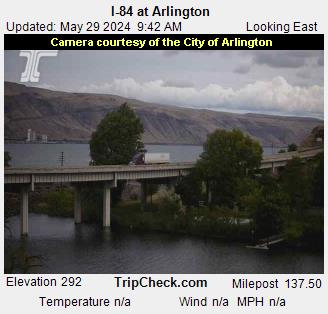 I-84 at Arlington
Updated: May 29 2024 9:42 AM Looking East
Camera courtesy of the City of Arlington
Elevation 292 TripCheck.com Milepost 137.50
Temperature n/a Wind n/a MPH n/a